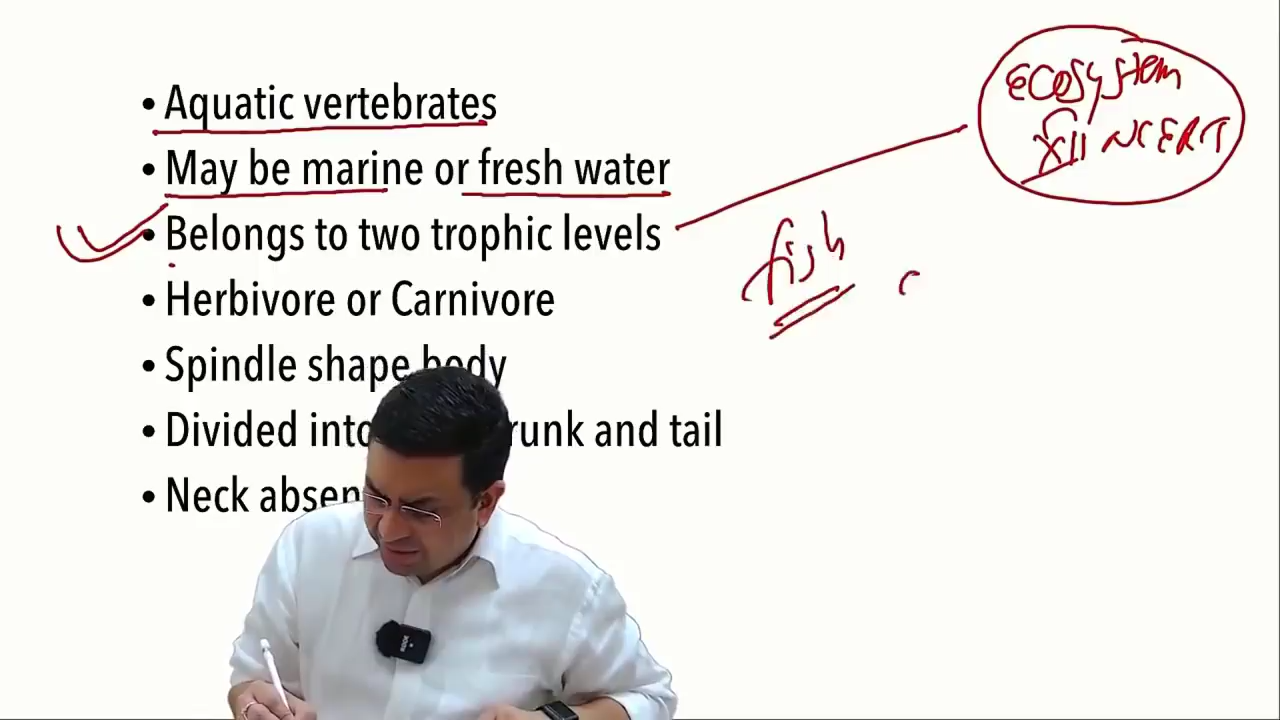 • Aquatic vertebrates
• May be marine or fresh water
• Belongs to two trophic levels
• Herbivore or Carnivore
• Spindle shape body
• Divided into runk and tail
• Neck absen
ecosystem
XII NCERT
fish
RODE